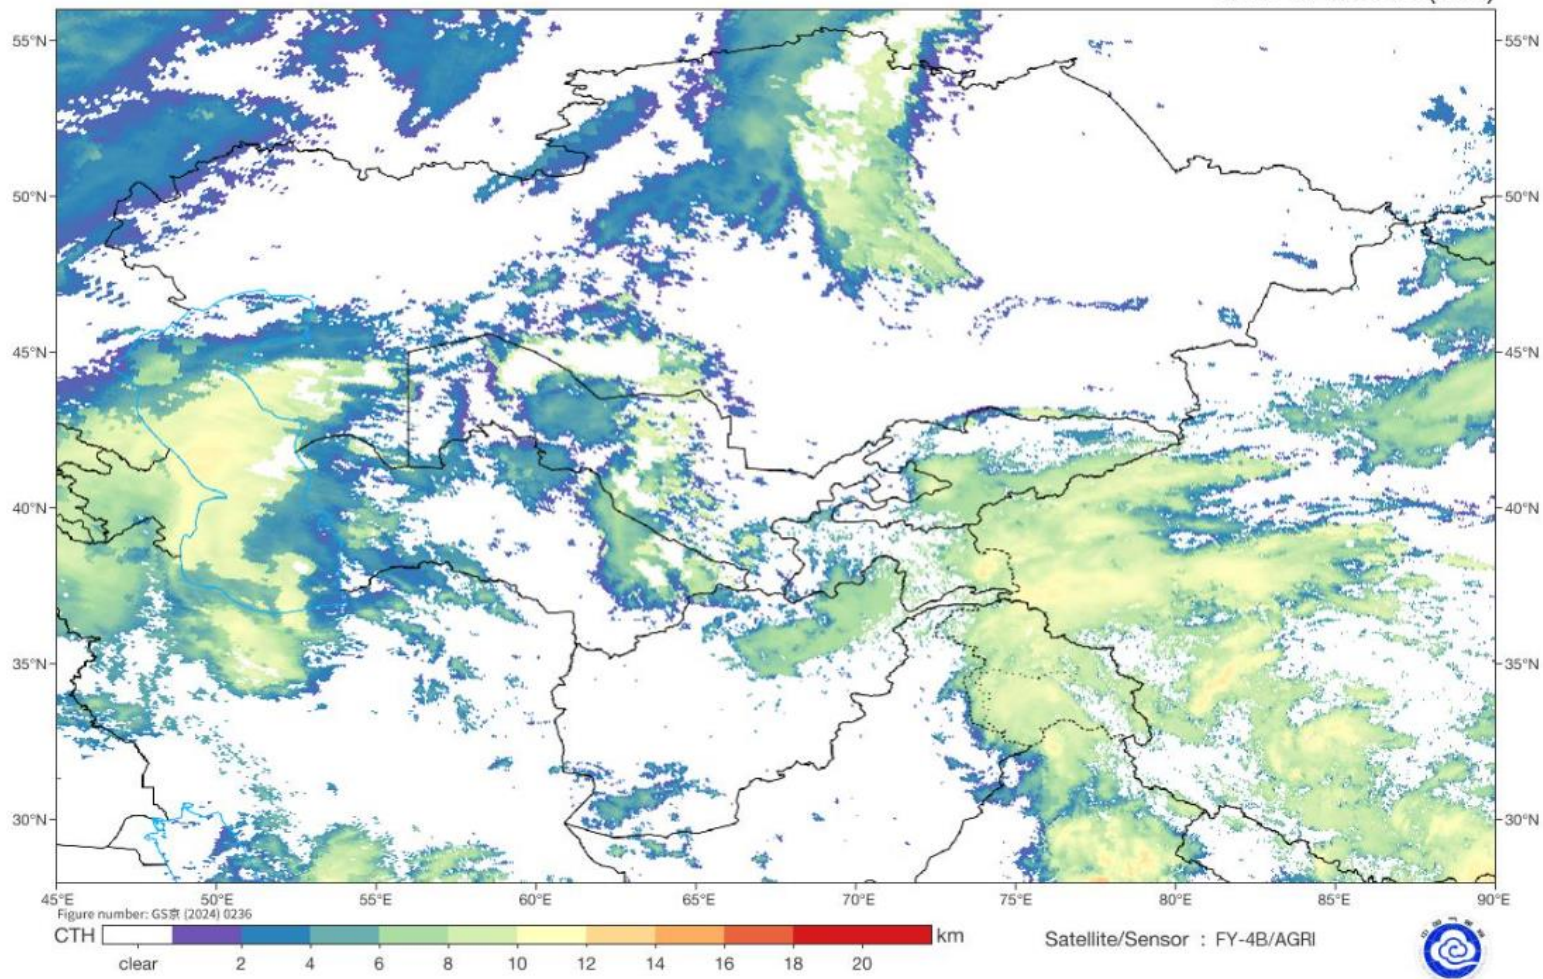 55°N 55°N
50°N 50°N
45°N 45°N
40°N 40°N
35°N 35°N
30°N 30°N
45°E 50°E 55°E 60°E 65°E 70°E 75°E 80°E 85°E 90°E
Figure number: GS京 (2024) 0236
CTH km
clear 2 4 6 8 10 12 14 16 18 20
Satellite/Sensor : FY-4B/AGRI